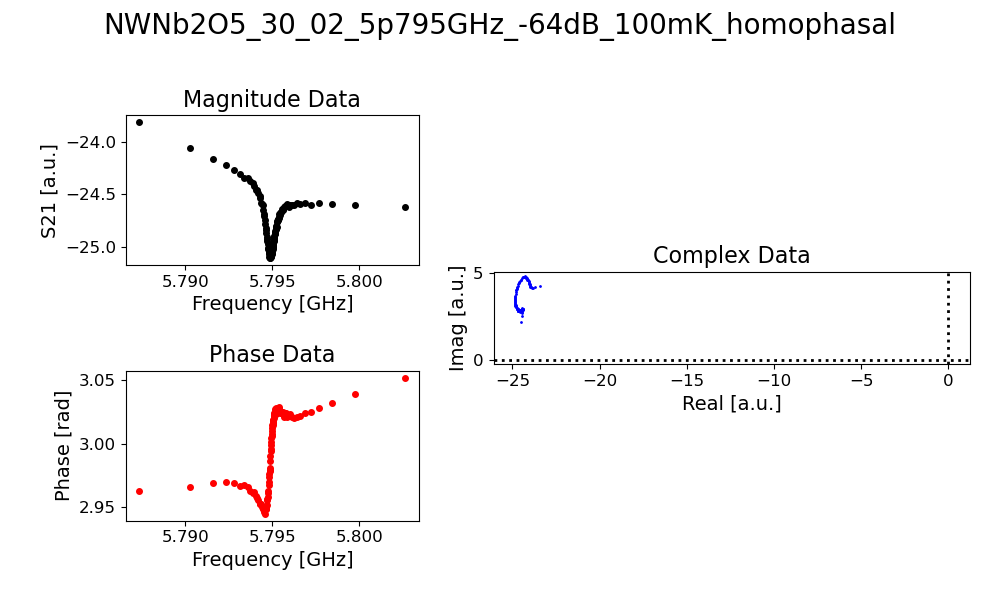 NWNb2O5_30_02_5p795GHz_-64dB_100mK_homophasal
Magnitude Data
S21 [a.u.]
−24.0
−24.5
−25.0
5.790 5.795 5.800
Frequency [GHz]
Phase Data
Phase [rad]
3.05
3.00
2.95
5.790 5.795 5.800
Frequency [GHz]
Complex Data
Imag [a.u.]
5
0
−25 −20 −15 −10 −5 0
Real [a.u.]